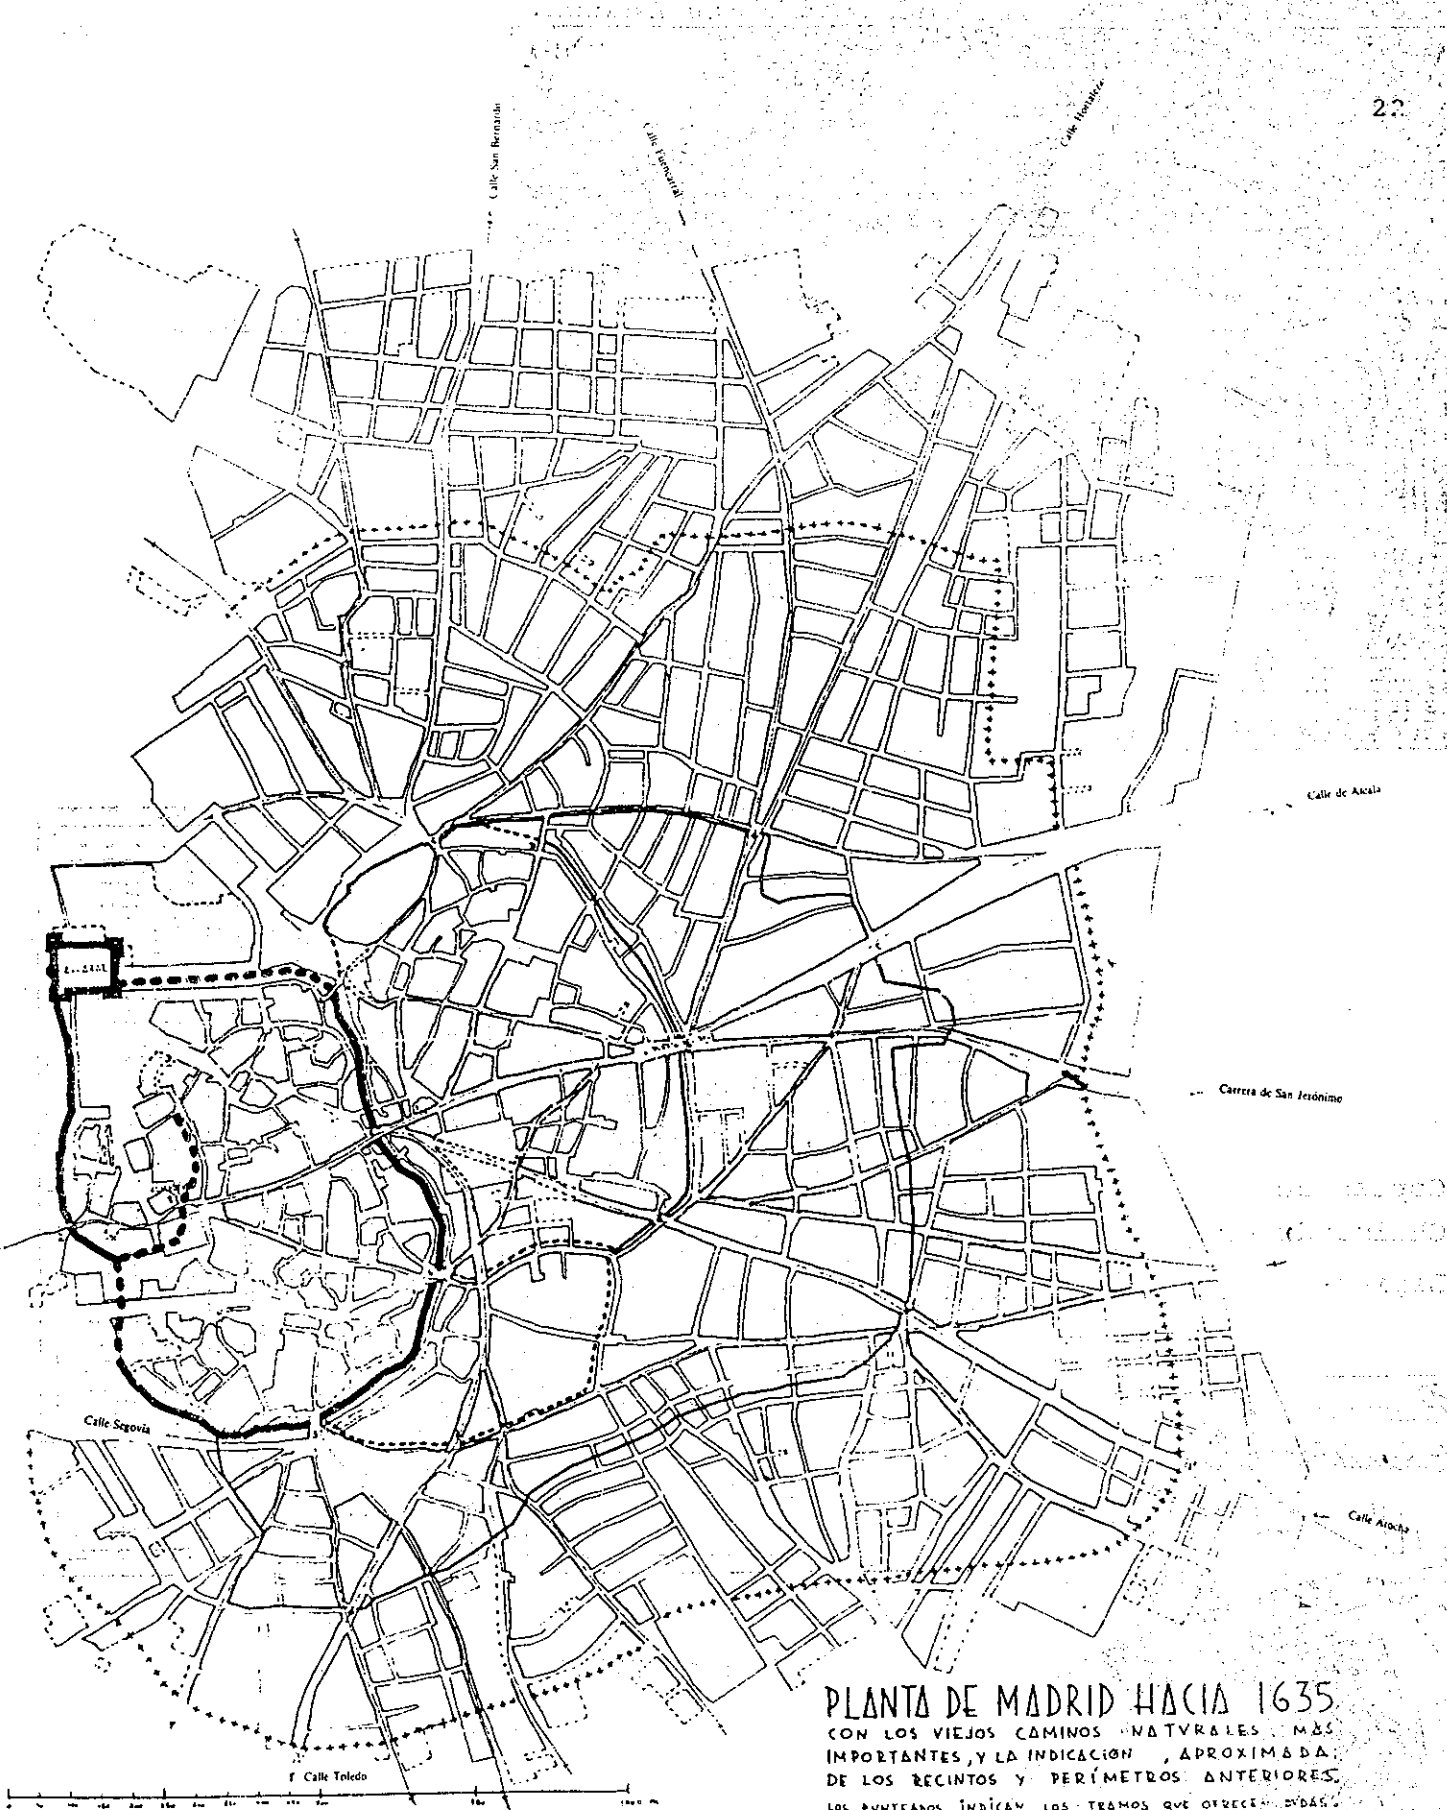 22
Calle San Bernardo
Calle Fuencarral
Calle Hortaleza
Calle de Alcala
Carrera de San Jerónimo
Calle Segovia
Calle Atocha
Calle Toledo
PLANTA DE MADRID HACIA 1635
CON LOS VIEJOS CAMINOS NATVRALES MAS
IMPORTANTES, Y LA INDICACIÓN, APROXIMADA,
DE LOS RECINTOS Y PERÍMETROS ANTERIORES.
LOS PUNTEADOS INDICAN LOS TRAMOS QUE OFRECEN DUDAS.